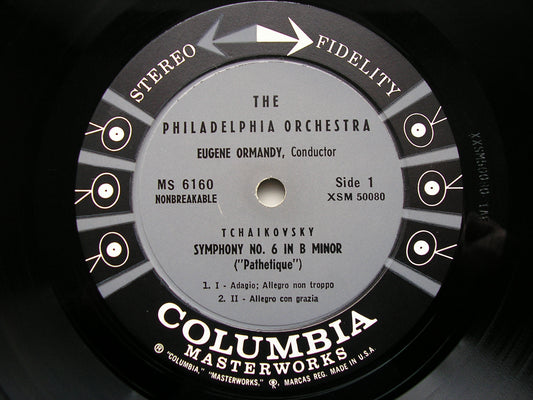 STEREO FIDELITY
THE
PHILADELPHIA ORCHESTRA
EUGENE ORMANDY, Conductor
MS 6160 Side 1
NONBREAKABLE XSM 50080
TCHAIKOVSKY
SYMPHONY NO. 6 IN B MINOR
("Pathetique")
1. I - Adagio; Allegro non troppo
2. II - Allegro con grazia
COLUMBIA
MASTERWORKS
® "COLUMBIA," "MASTERWORKS," ℗. MARCAS REG. MADE IN U.S.A.